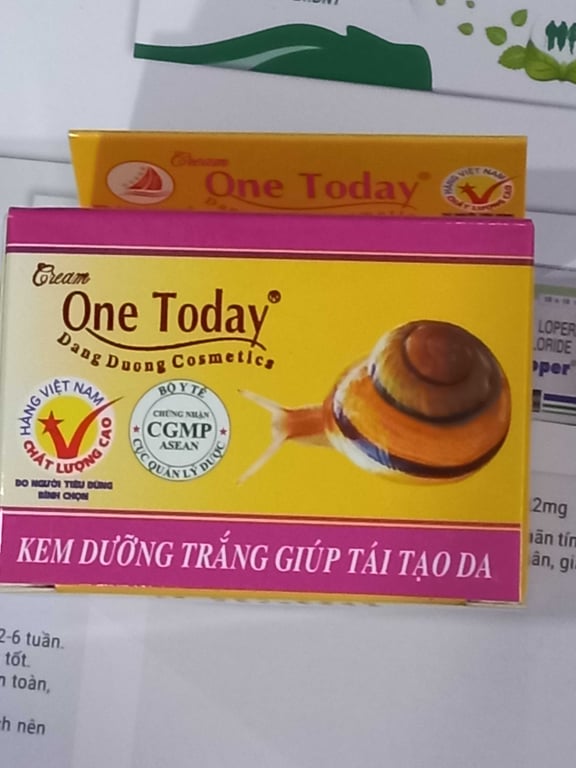 Cream
One Today
Cream
One Today®
Dang Duong Cosmetics
HÀNG VIỆT NAM
CHẤT LƯỢNG CAO
DO NGƯỜI TIÊU DÙNG
BÌNH CHỌN
BỘ Y TẾ
CHỨNG NHẬN
CGMP
ASEAN
CỤC QUẢN LÝ DƯỢC
KEM DƯỠNG TRẮNG GIÚP TÁI TẠO DA
LOPER
LORIDE
oper®
2mg
2-6 tuần.
tốt.
toàn,
nên